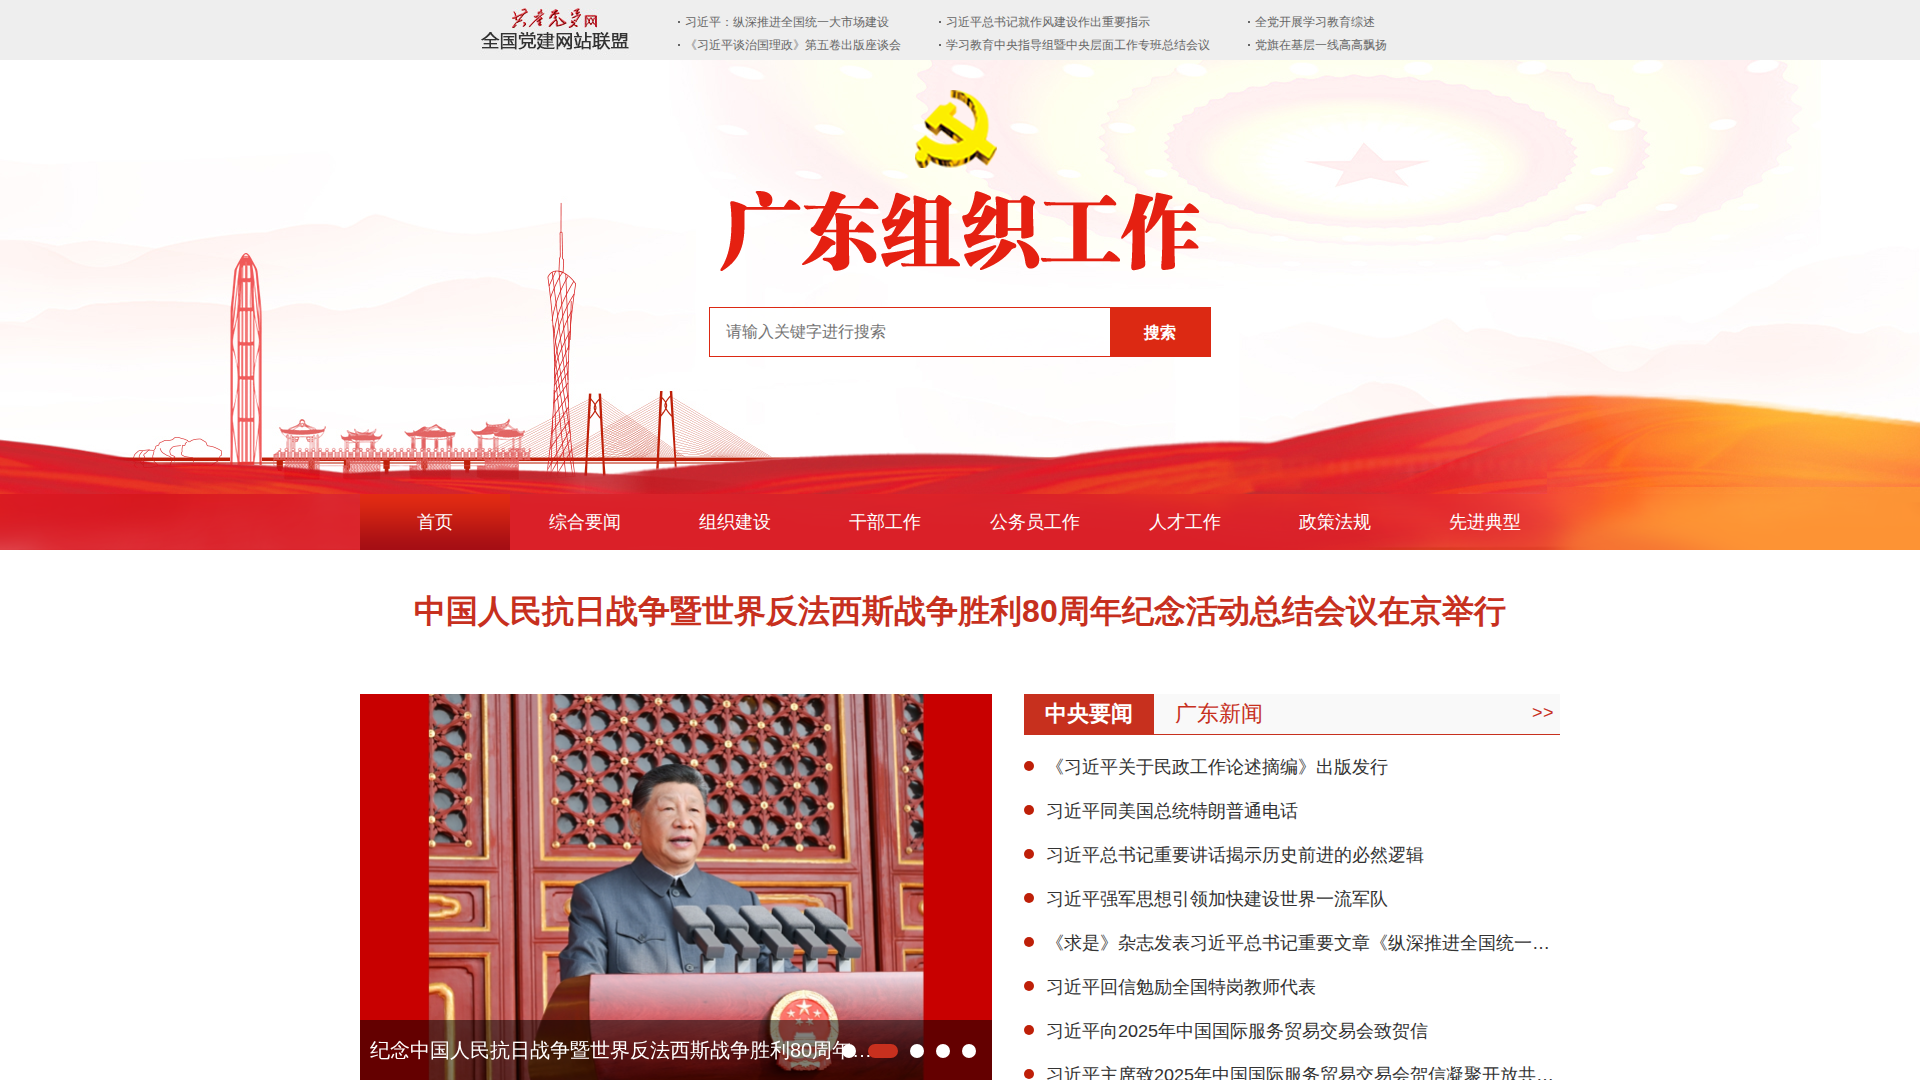 共产党员网
全国党建网站联盟
· 习近平：纵深推进全国统一大市场建设
· 习近平总书记就作风建设作出重要指示
· 全党开展学习教育综述
· 《习近平谈治国理政》第五卷出版座谈会
· 学习教育中央指导组暨中央层面工作专班总结会议
· 党旗在基层一线高高飘扬
广东组织工作
请输入关键字进行搜索
搜索
首页
综合要闻
组织建设
干部工作
公务员工作
人才工作
政策法规
先进典型
中国人民抗日战争暨世界反法西斯战争胜利80周年纪念活动总结会议在京举行
纪念中国人民抗日战争暨世界反法西斯战争胜利80周年…
中央要闻
广东新闻
>>
《习近平关于民政工作论述摘编》出版发行
习近平同美国总统特朗普通电话
习近平总书记重要讲话揭示历史前进的必然逻辑
习近平强军思想引领加快建设世界一流军队
《求是》杂志发表习近平总书记重要文章《纵深推进全国统一…
习近平回信勉励全国特岗教师代表
习近平向2025年中国国际服务贸易交易会致贺信
习近平主席致2025年中国国际服务贸易交易会贺信凝聚开放共…